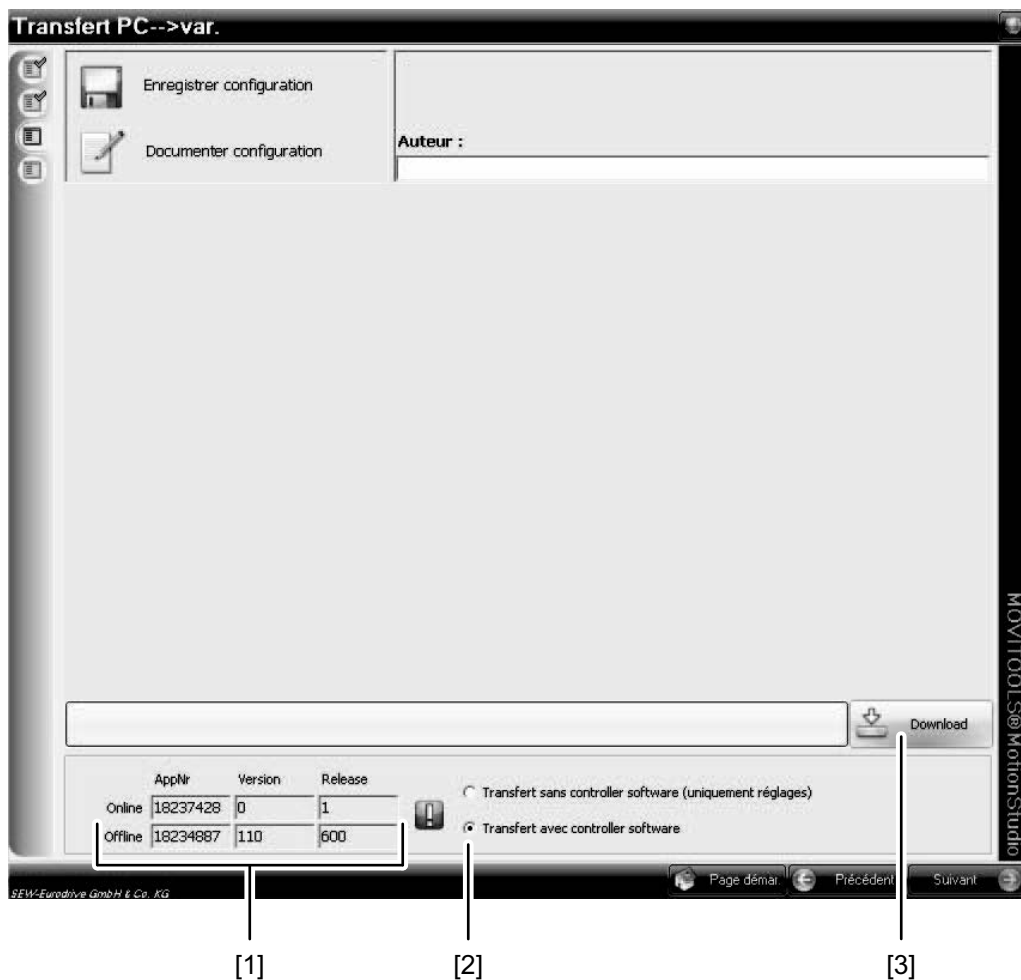 Transfert PC-->var.
Enregistrer configuration
Documenter configuration
Auteur :
Download
AppNr Version Release
Online 18237428 0 1
Offline 18234887 110 600
Transfert sans controller software (uniquement réglages)
Transfert avec controller software
MOVITOOLS®MotionStudio
SEW-Eurodrive GmbH & Co. KG
Page démar. Précédent Suivant
[1] [2] [3]